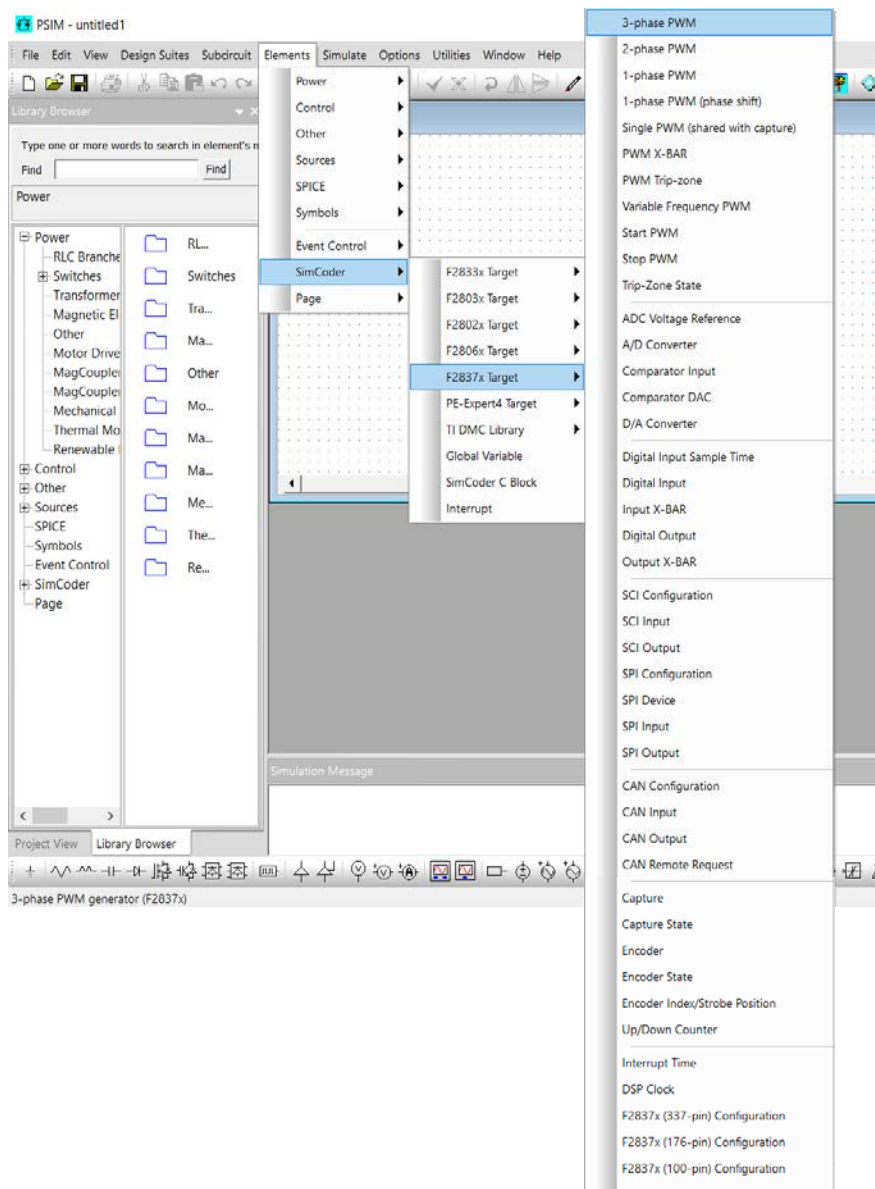 PSIM - untitled1
File Edit View Design Suites Subcircuit Elements Simulate Options Utilities Window Help
Library Browser
Type one or more words to search in element's n
Find
Find
Power
Power
RLC Branche
Switches
Transformer
Magnetic El
Other
Motor Drive
MagCoupler
MagCoupler
Mechanical
Thermal Mo
Renewable
Control
Other
Sources
SPICE
Symbols
Event Control
SimCoder
Page
RL...
Switches
Tra...
Ma...
Other
Mo...
Ma...
Ma...
Me...
The...
Re...
Project View Library Browser
Power
Control
Other
Sources
SPICE
Symbols
Event Control
SimCoder
Page
F2833x Target
F2803x Target
F2802x Target
F2806x Target
F2837x Target
PE-Expert4 Target
TI DMC Library
Global Variable
SimCoder C Block
Interrupt
3-phase PWM
2-phase PWM
1-phase PWM
1-phase PWM (phase shift)
Single PWM (shared with capture)
PWM X-BAR
PWM Trip-zone
Variable Frequency PWM
Start PWM
Stop PWM
Trip-Zone State
ADC Voltage Reference
A/D Converter
Comparator Input
Comparator DAC
D/A Converter
Digital Input Sample Time
Digital Input
Input X-BAR
Digital Output
Output X-BAR
SCI Configuration
SCI Input
SCI Output
SPI Configuration
SPI Device
SPI Input
SPI Output
CAN Configuration
CAN Input
CAN Output
CAN Remote Request
Capture
Capture State
Encoder
Encoder State
Encoder Index/Strobe Position
Up/Down Counter
Interrupt Time
DSP Clock
F2837x (337-pin) Configuration
F2837x (176-pin) Configuration
F2837x (100-pin) Configuration
Simulation Message
3-phase PWM generator (F2837x)